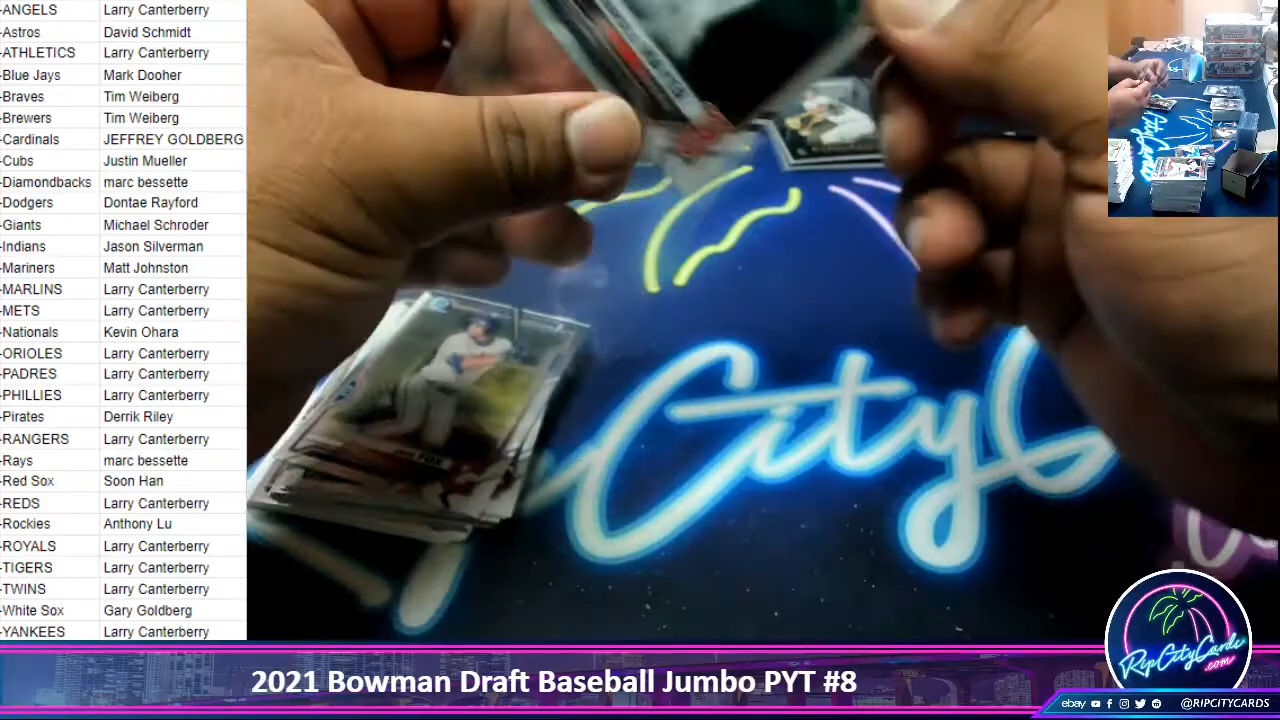 -ANGELS Larry Canterberry
-Astros David Schmidt
-ATHLETICS Larry Canterberry
-Blue Jays Mark Dooher
-Braves Tim Weiberg
-Brewers Tim Weiberg
-Cardinals JEFFREY GOLDBERG
-Cubs Justin Mueller
-Diamondbacks marc bessette
-Dodgers Dontae Rayford
-Giants Michael Schroder
-Indians Jason Silverman
-Mariners Matt Johnston
-MARLINS Larry Canterberry
-METS Larry Canterberry
-Nationals Kevin Ohara
-ORIOLES Larry Canterberry
-PADRES Larry Canterberry
-PHILLIES Larry Canterberry
-Pirates Derrik Riley
-RANGERS Larry Canterberry
-Rays marc bessette
-Red Sox Soon Han
-REDS Larry Canterberry
-Rockies Anthony Lu
-ROYALS Larry Canterberry
-TIGERS Larry Canterberry
-TWINS Larry Canterberry
-White Sox Gary Goldberg
-YANKEES Larry Canterberry
FOX
City
2021 Bowman Draft Baseball Jumbo PYT #8
RipCityCards
.com
ebay @RIPCITYCARDS